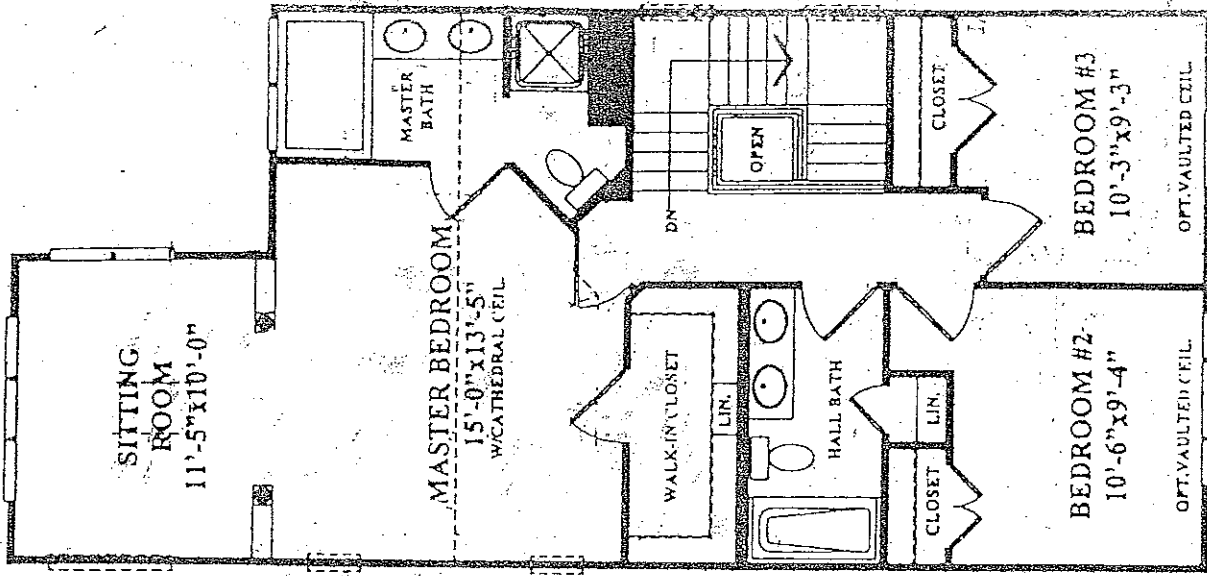 SITTING
ROOM
11'-5"x10'-0"
MASTER BEDROOM
15'-0"x13'-5"
W/CATHEDRAL CEIL.
MASTER
BATH
WALK-IN CLOSET
LIN.
DN
OPEN
HALL BATH
LIN.
CLOSET
CLOSET
BEDROOM #2
10'-6"x9'-4"
OPT. VAULTED CEIL.
BEDROOM #3
10'-3"x9'-3"
OPT. VAULTED CEIL.